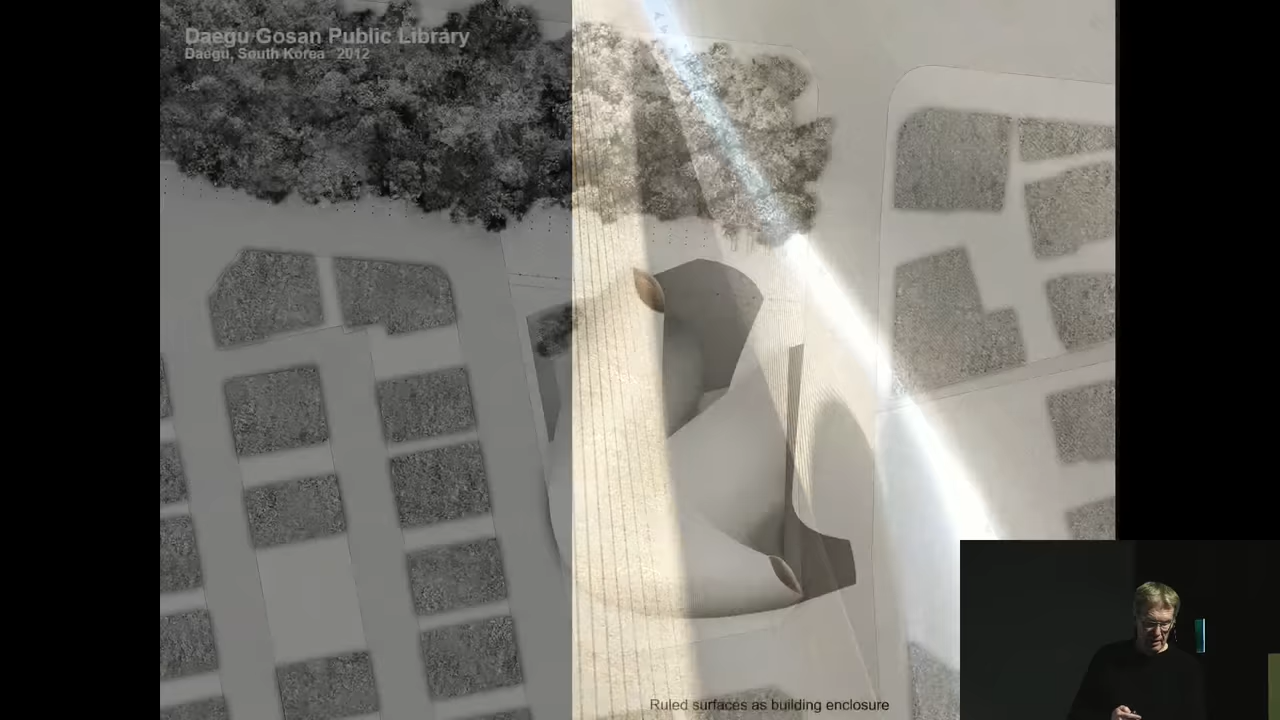 Daegu Gosan Public Library
Daegu, South Korea 2012
Ruled surfaces as building enclosure